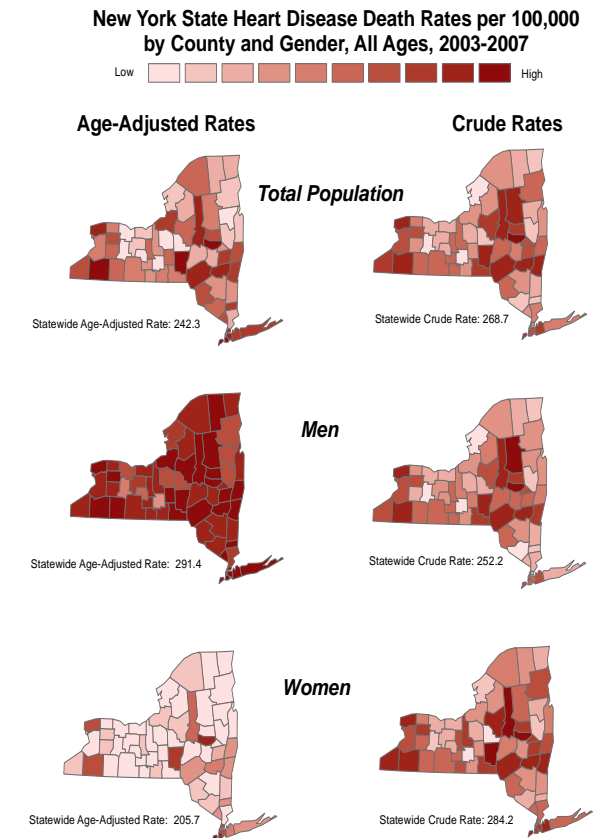 New York State Heart Disease Death Rates per 100,000
by County and Gender, All Ages, 2003-2007
Low High
Age-Adjusted Rates Crude Rates
Total Population
Statewide Age-Adjusted Rate: 242.3 Statewide Crude Rate: 268.7
Men
Statewide Age-Adjusted Rate: 291.4 Statewide Crude Rate: 252.2
Women
Statewide Age-Adjusted Rate: 205.7 Statewide Crude Rate: 284.2